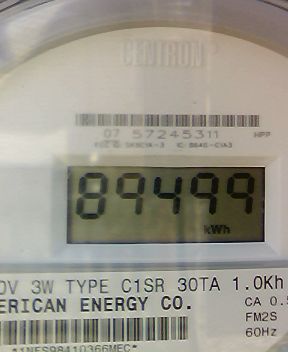 CENTRON
07 57245311 HPP
89499
kWh
0V 3W TYPE C1SR 30TA 1.0Kh
ERICAN ENERGY CO.
CA 0.5
FM2S
60Hz